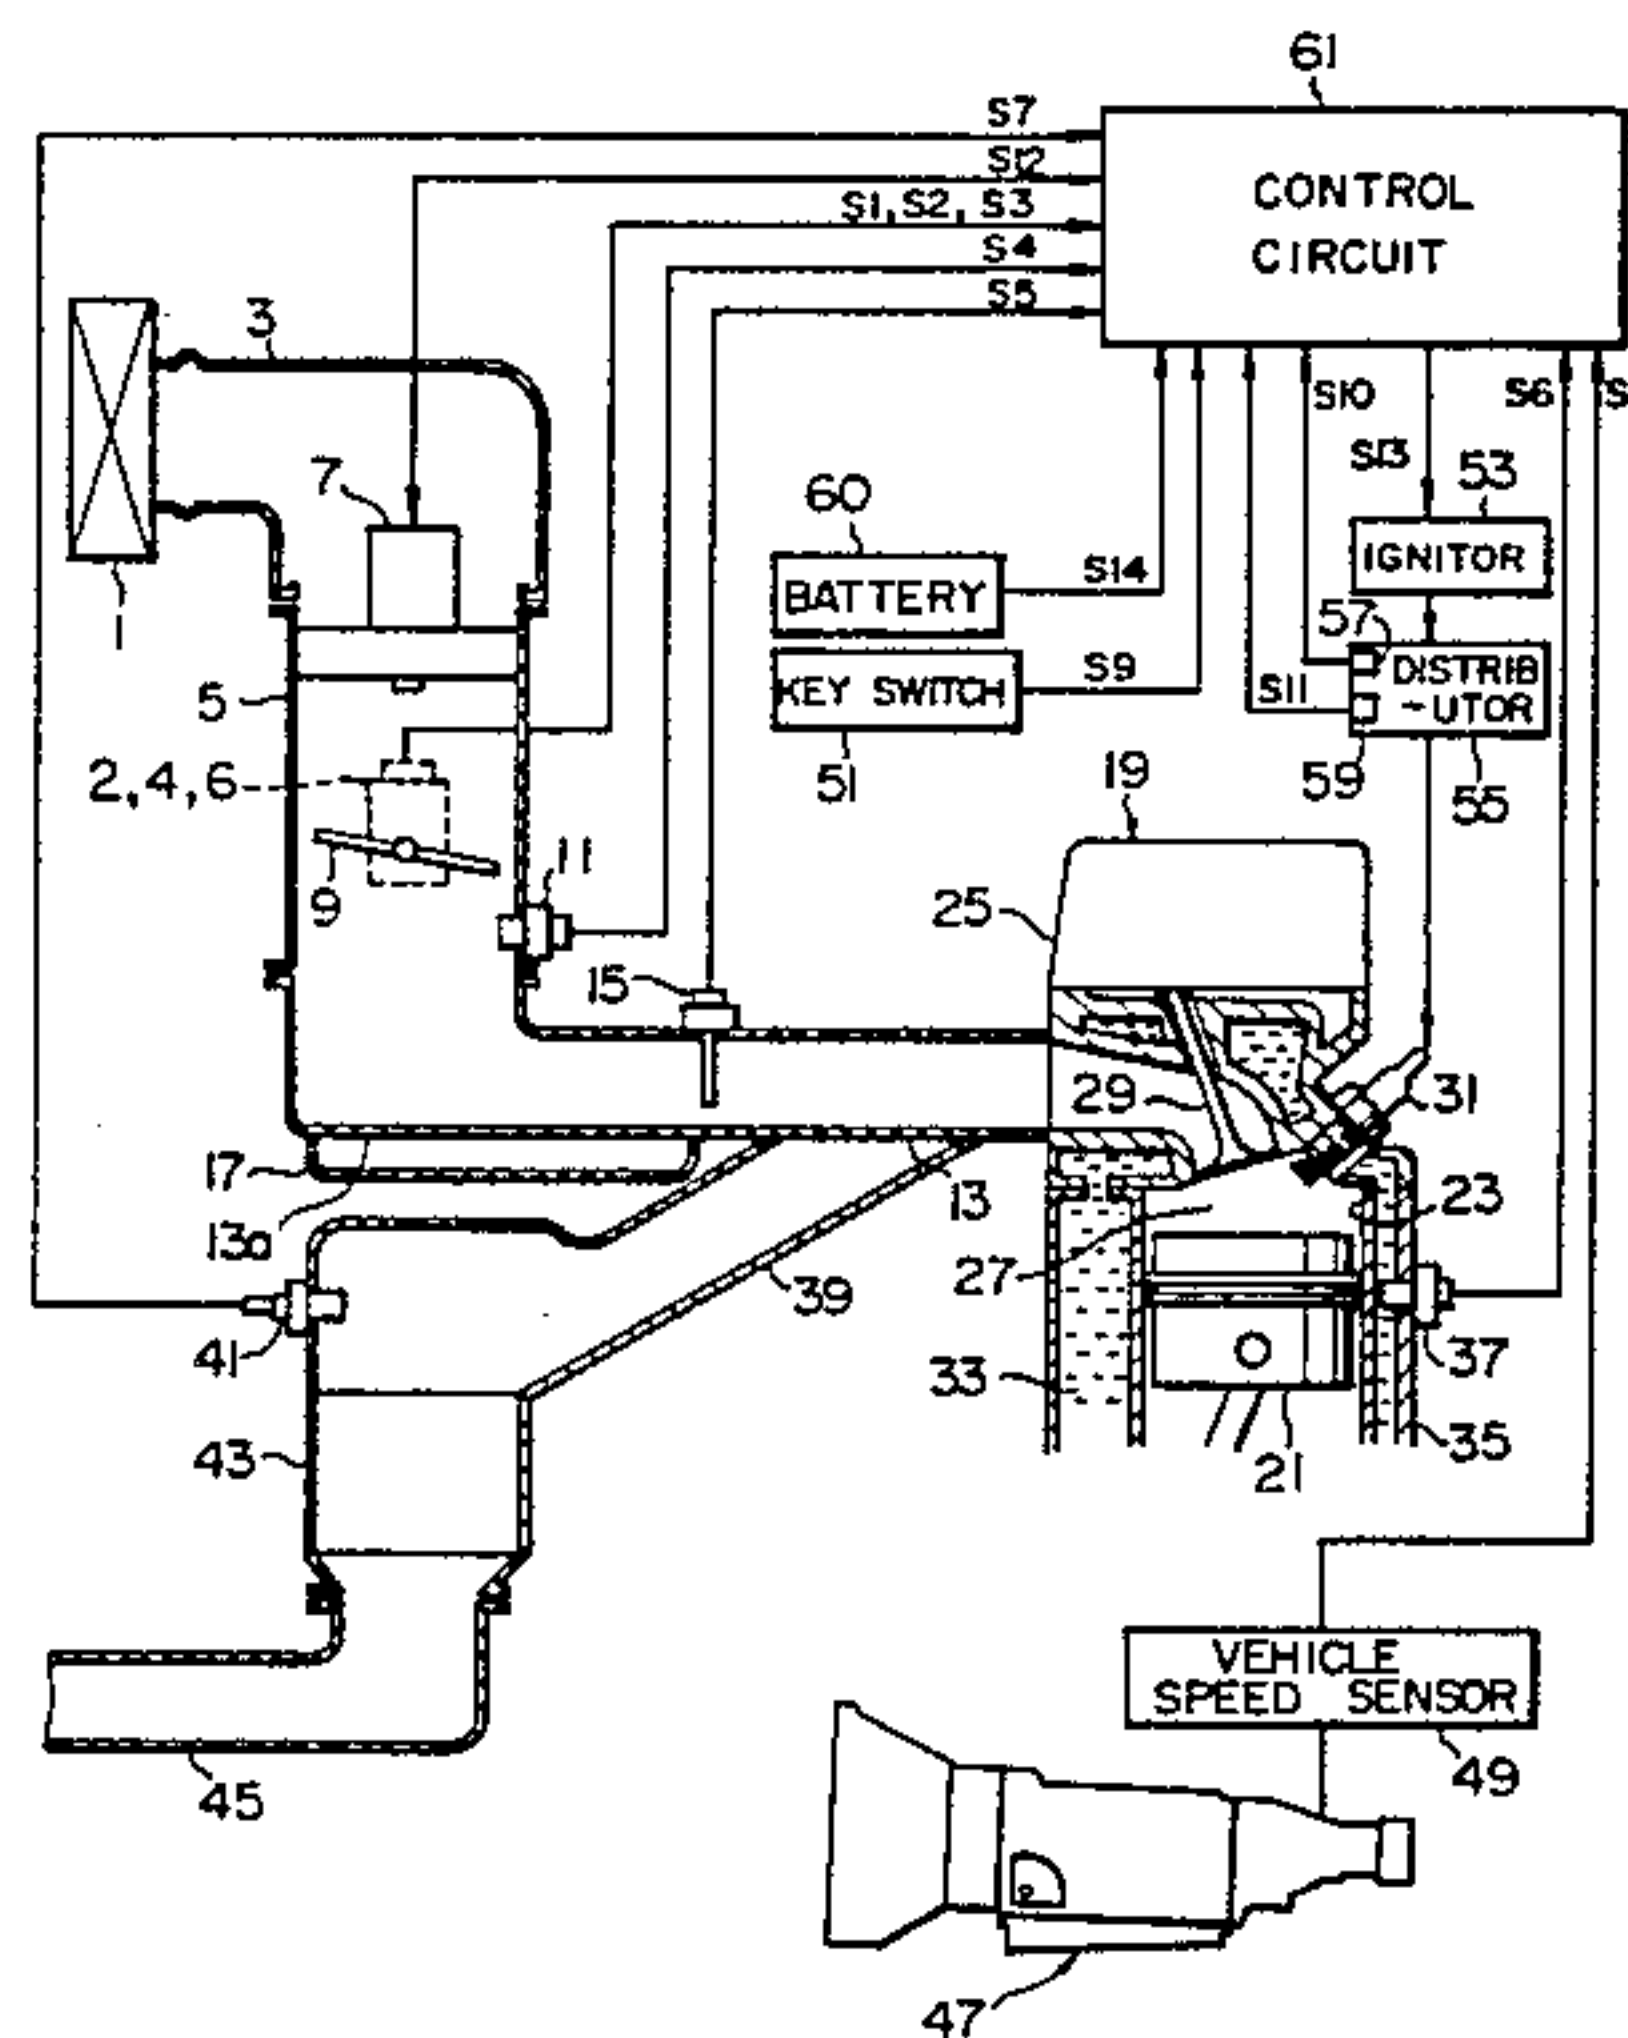 61
S7
S12
S1, S2, S3
S4
S5
CONTROL
CIRCUIT
3
S10
S6
S
S13
53
7
60
IGNITOR
BATTERY
S14
57
1
KEY SWITCH
S9
S11
DISTRIB
-UTOR
5
2, 4, 6
51
19
59
55
9
11
25
15
29
31
17
13
23
13a
27
39
41
33
37
43
21
35
VEHICLE
SPEED SENSOR
45
49
47